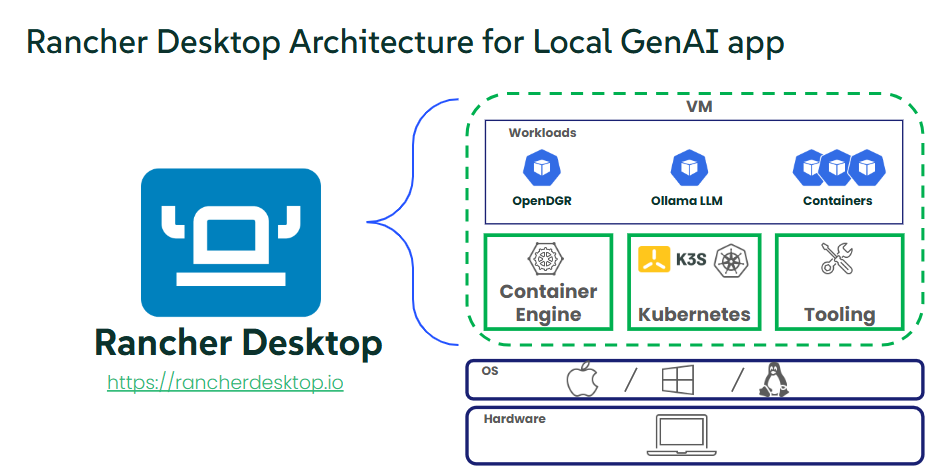 Rancher Desktop Architecture for Local GenAI app
VM
Workloads
OpenDGR
Ollama LLM
Containers
Container
Engine
K3S
Kubernetes
Tooling
Rancher Desktop
https://rancherdesktop.io
OS
/
/
Hardware